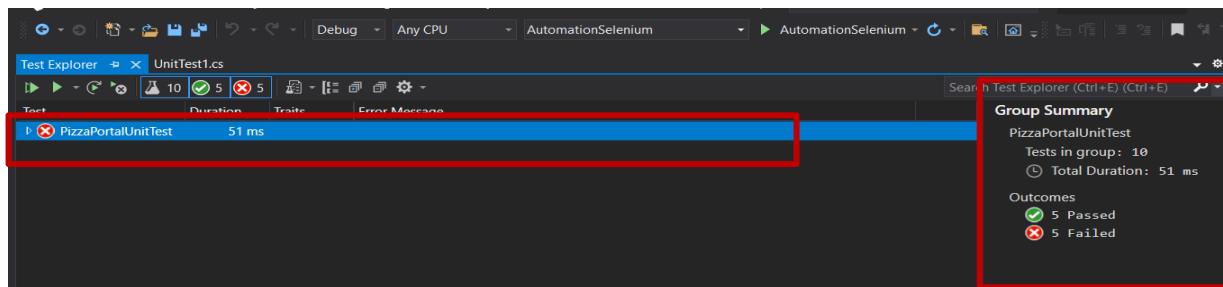 Debug Any CPU AutomationSelenium AutomationSelenium
Test Explorer UnitTest1.cs
10 5 5 Search Test Explorer (Ctrl+E) (Ctrl+E)
Test Duration Traits Error Message
PizzaPortalUnitTest 51 ms
Group Summary
PizzaPortalUnitTest
Tests in group: 10
Total Duration: 51 ms
Outcomes
5 Passed
5 Failed